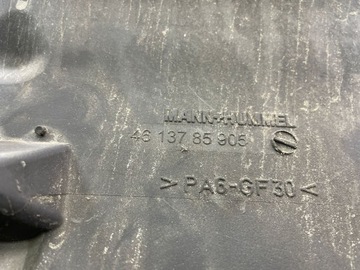 MANN+HUMMEL
46 137 85 905
> PA6-GF30 <